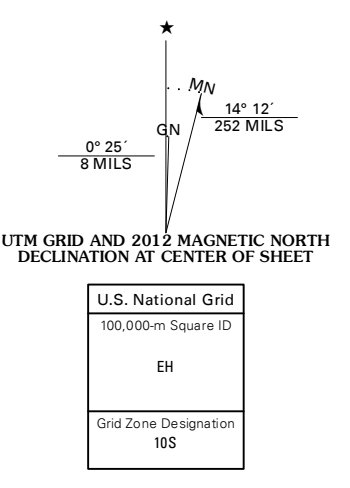 ★
MN
GN
14° 12´
252 MILS
0° 25´
8 MILS
UTM GRID AND 2012 MAGNETIC NORTH
DECLINATION AT CENTER OF SHEET
U.S. National Grid
100,000-m Square ID
EH
Grid Zone Designation
10S